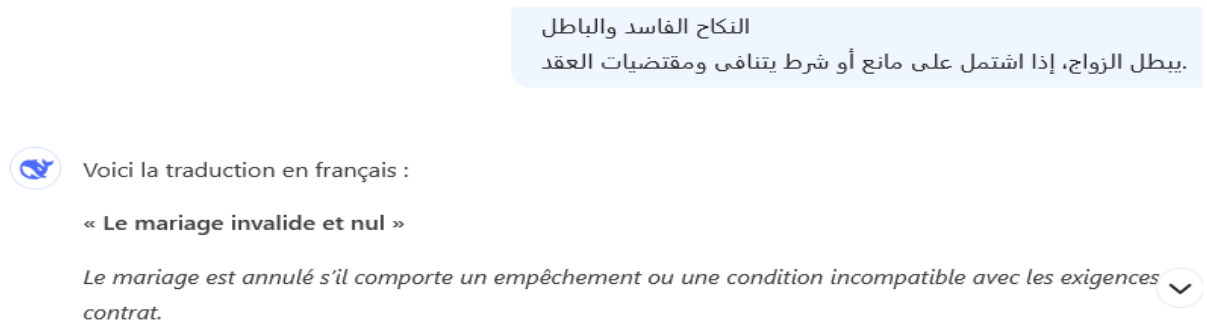 النكاح الفاسد والباطل
يبطل الزواج، إذا اشتمل على مانع أو شرط يتنافى ومقتضيات العقد.
Voici la traduction en français :
« Le mariage invalide et nul »
Le mariage est annulé s’il comporte un empêchement ou une condition incompatible avec les exigences
contrat.